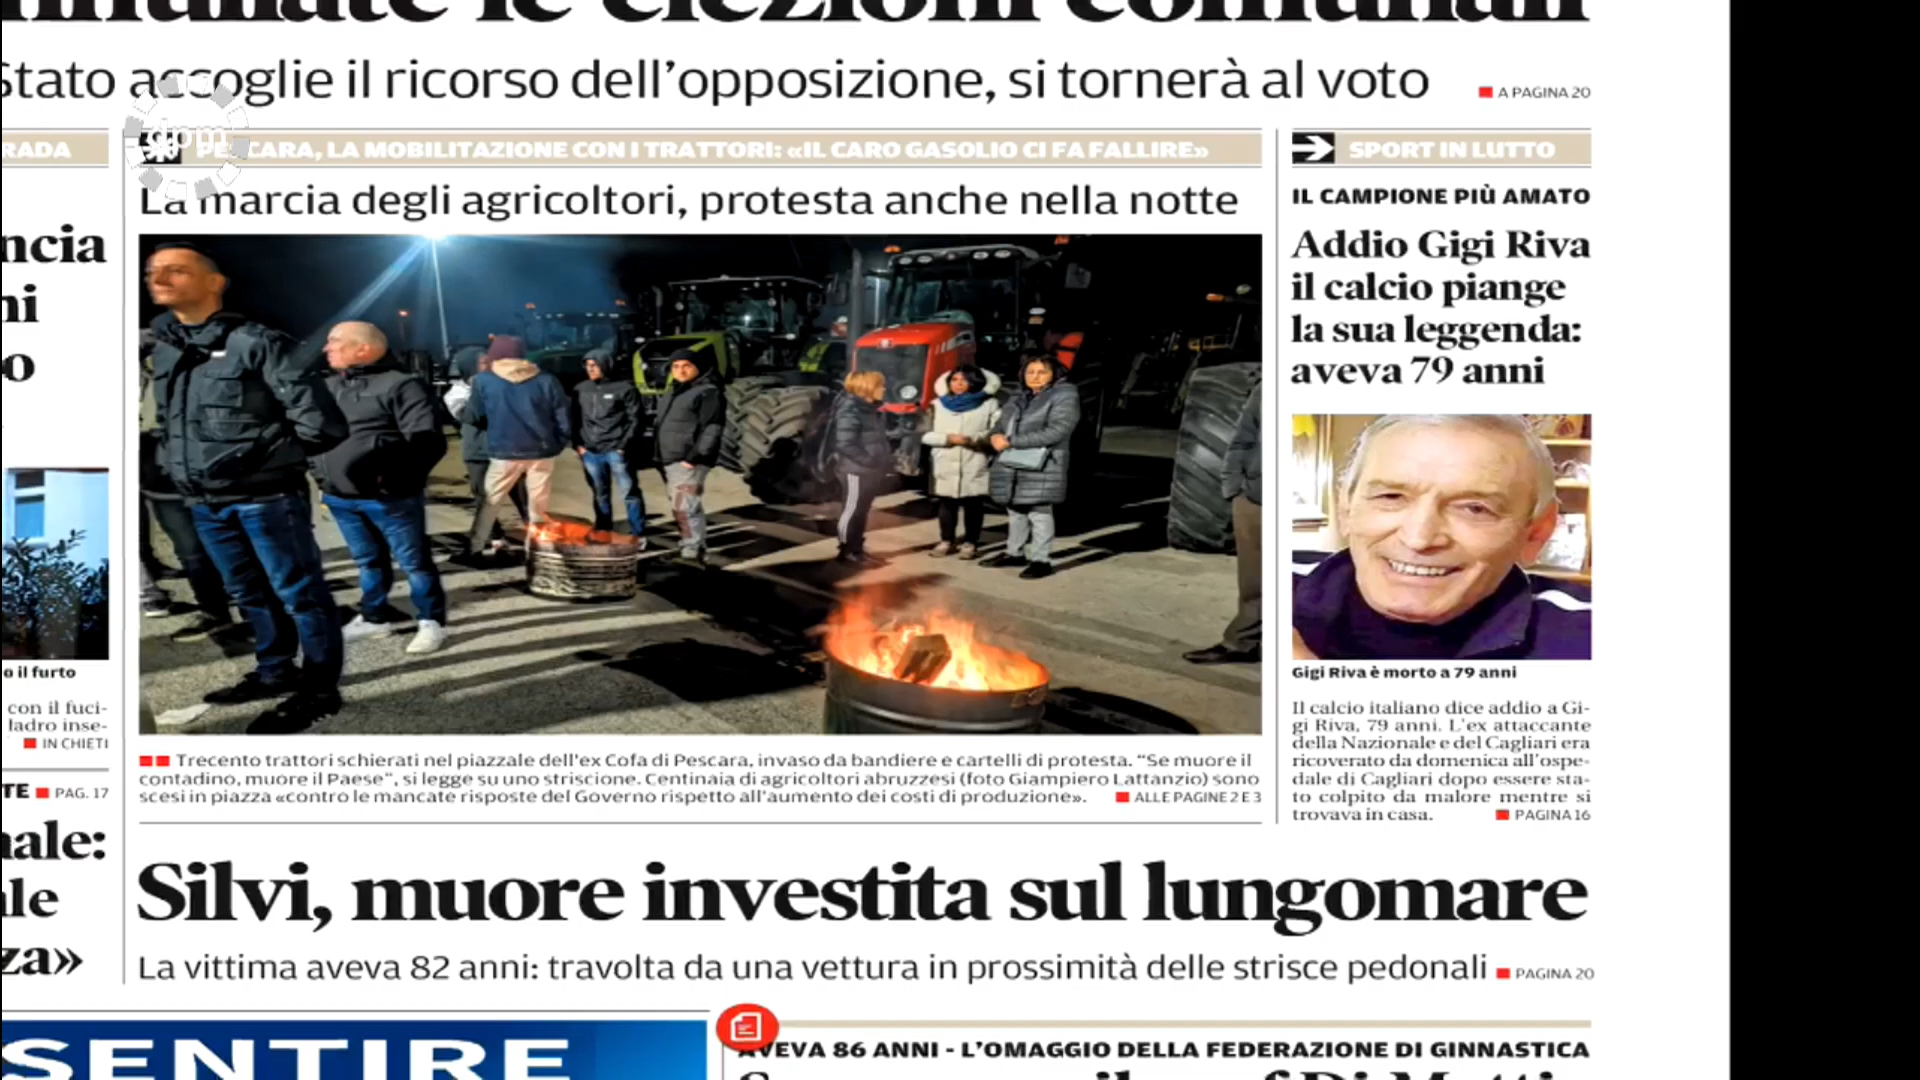 annullate le elezioni comunali
Stato accoglie il ricorso dell'opposizione, si tornerà al voto
A PAGINA 20
RADA
ncia
ni
o
o il furto
con il fuci-
ladro inse-
IN CHIETI
TE PAG. 17
nale:
ale
za»
dpm
PESCARA, LA MOBILITAZIONE CON I TRATTORI: «IL CARO GASOLIO CI FA FALLIRE»
La marcia degli agricoltori, protesta anche nella notte
Trecento trattori schierati nel piazzale dell'ex Cofa di Pescara, invaso da bandiere e cartelli di protesta. "Se muore il
contadino, muore il Paese", si legge su uno striscione. Centinaia di agricoltori abruzzesi (foto Giampiero Lattanzio) sono
scesi in piazza «contro le mancate risposte del Governo rispetto all'aumento dei costi di produzione».
ALLE PAGINE 2 E 3
SPORT IN LUTTO
IL CAMPIONE PIÙ AMATO
Addio Gigi Riva
il calcio piange
la sua leggenda:
aveva 79 anni
Gigi Riva è morto a 79 anni
Il calcio italiano dice addio a Gi-
gi Riva, 79 anni. L'ex attaccante
della Nazionale e del Cagliari era
ricoverato da domenica all'ospe-
dale di Cagliari dopo essere sta-
to colpito da malore mentre si
trovava in casa.
PAGINA 16
Silvi, muore investita sul lungomare
La vittima aveva 82 anni: travolta da una vettura in prossimità delle strisce pedonali
PAGINA 20
SENTIRE
AVEVA 86 ANNI - L'OMAGGIO DELLA FEDERAZIONE DI GINNASTICA